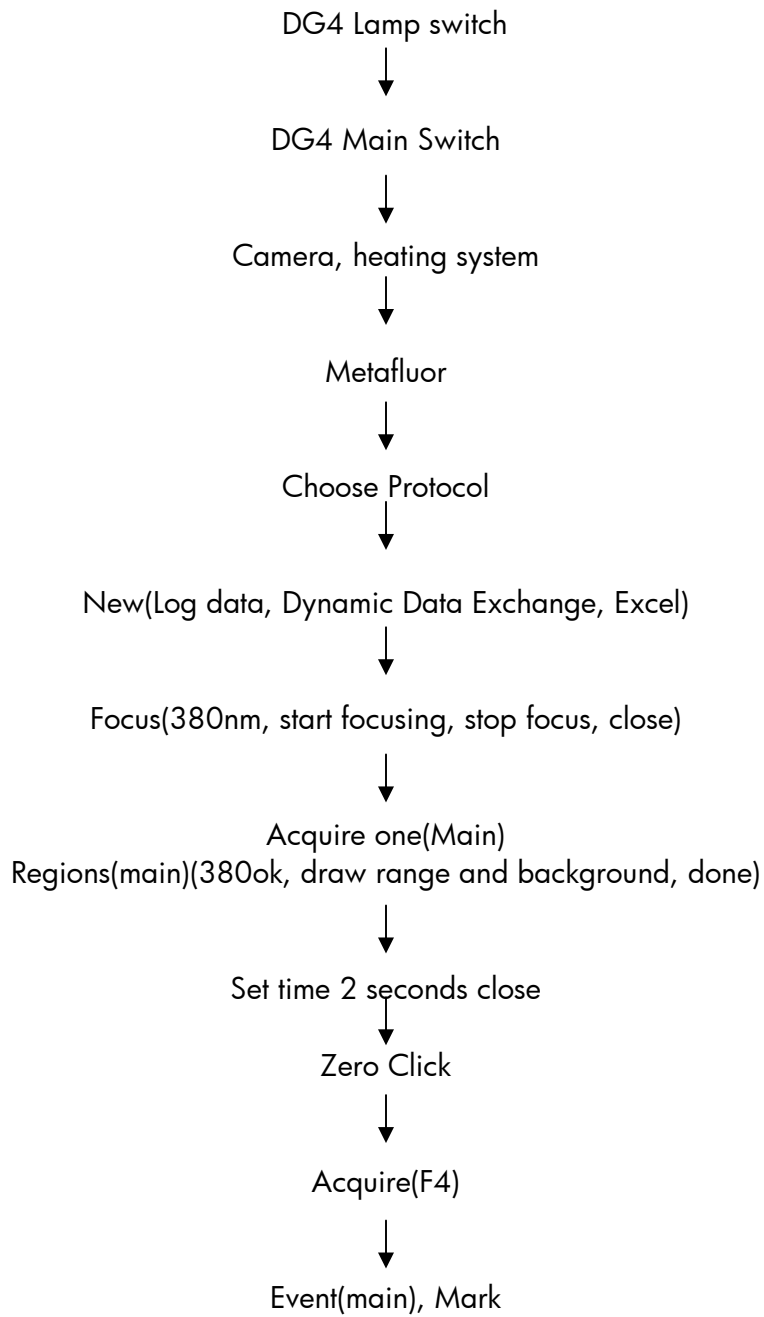 DG4 Lamp switch
DG4 Main Switch
Camera, heating system
Metafluor
Choose Protocol
New(Log data, Dynamic Data Exchange, Excel)
Focus(380nm, start focusing, stop focus, close)
Acquire one(Main)
Regions(main)(380ok, draw range and background, done)
Set time 2 seconds close
Zero Click
Acquire(F4)
Event(main), Mark